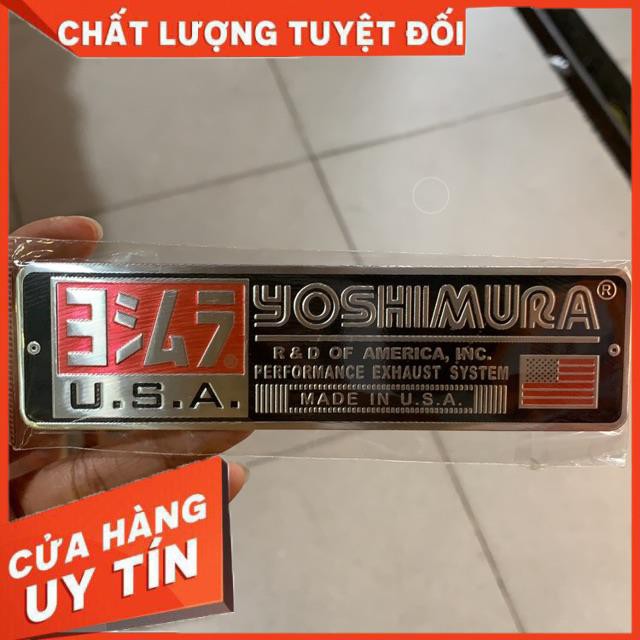 CHẤT LƯỢNG TUYỆT ĐỐI
ヨシムラ®
U.S.A.
YOSHIMURA®
R & D OF AMERICA, INC.
PERFORMANCE EXHAUST SYSTEM
MADE IN U.S.A.
CỬA HÀNG
UY TÍN